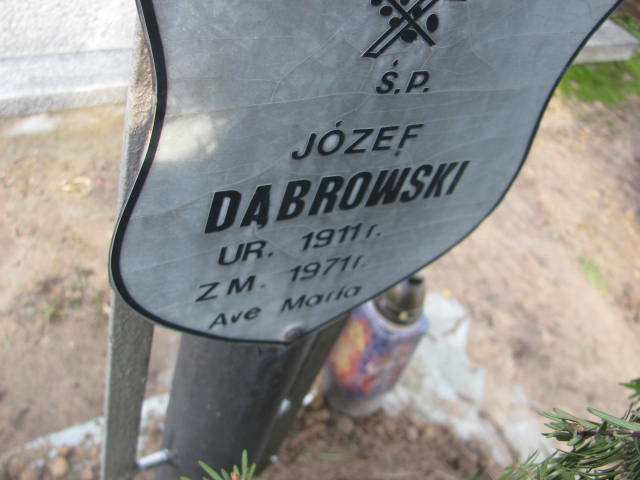 Ś.P.
JÓZEF
DĄBROWSKI
UR. 1911 r.
ZM. 1971 r.
Ave Maria